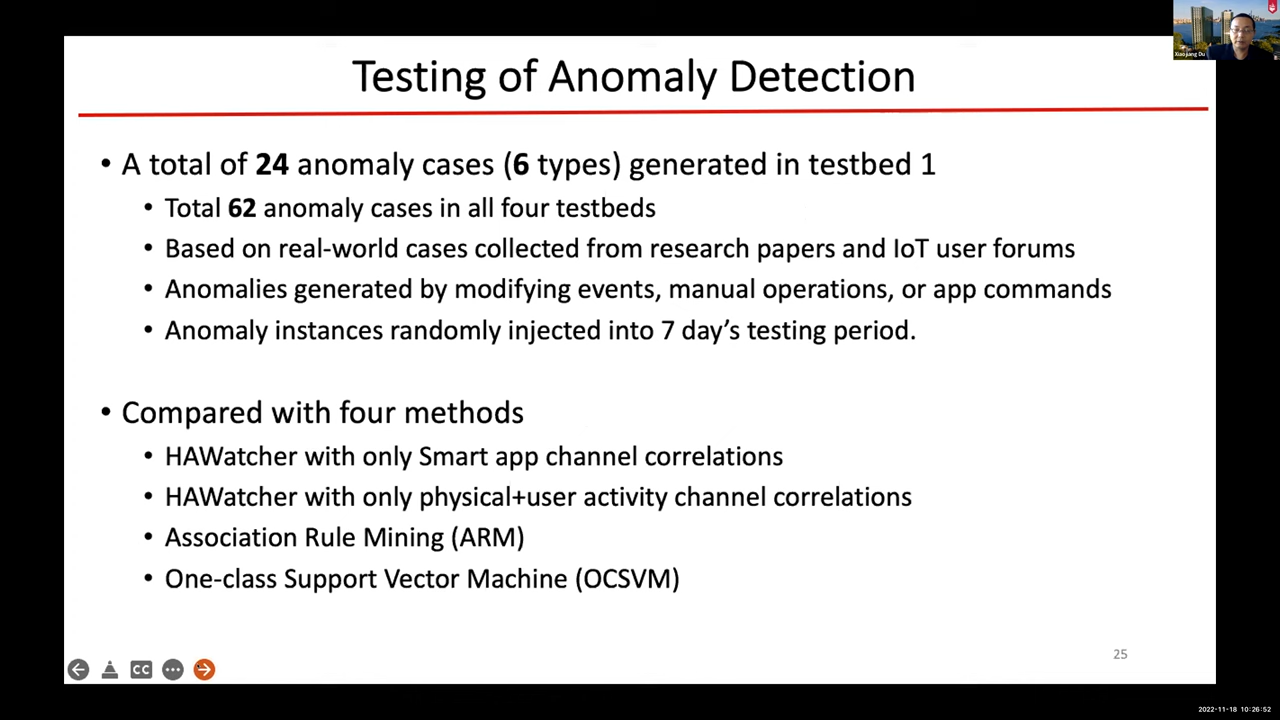 Testing of Anomaly Detection
• A total of 24 anomaly cases (6 types) generated in testbed 1
• Total 62 anomaly cases in all four testbeds
• Based on real-world cases collected from research papers and IoT user forums
• Anomalies generated by modifying events, manual operations, or app commands
• Anomaly instances randomly injected into 7 day’s testing period.
• Compared with four methods
• HAWatcher with only Smart app channel correlations
• HAWatcher with only physical+user activity channel correlations
• Association Rule Mining (ARM)
• One-class Support Vector Machine (OCSVM)
25
CC
Xiaojiang Du
2022-11-18 10:26:52